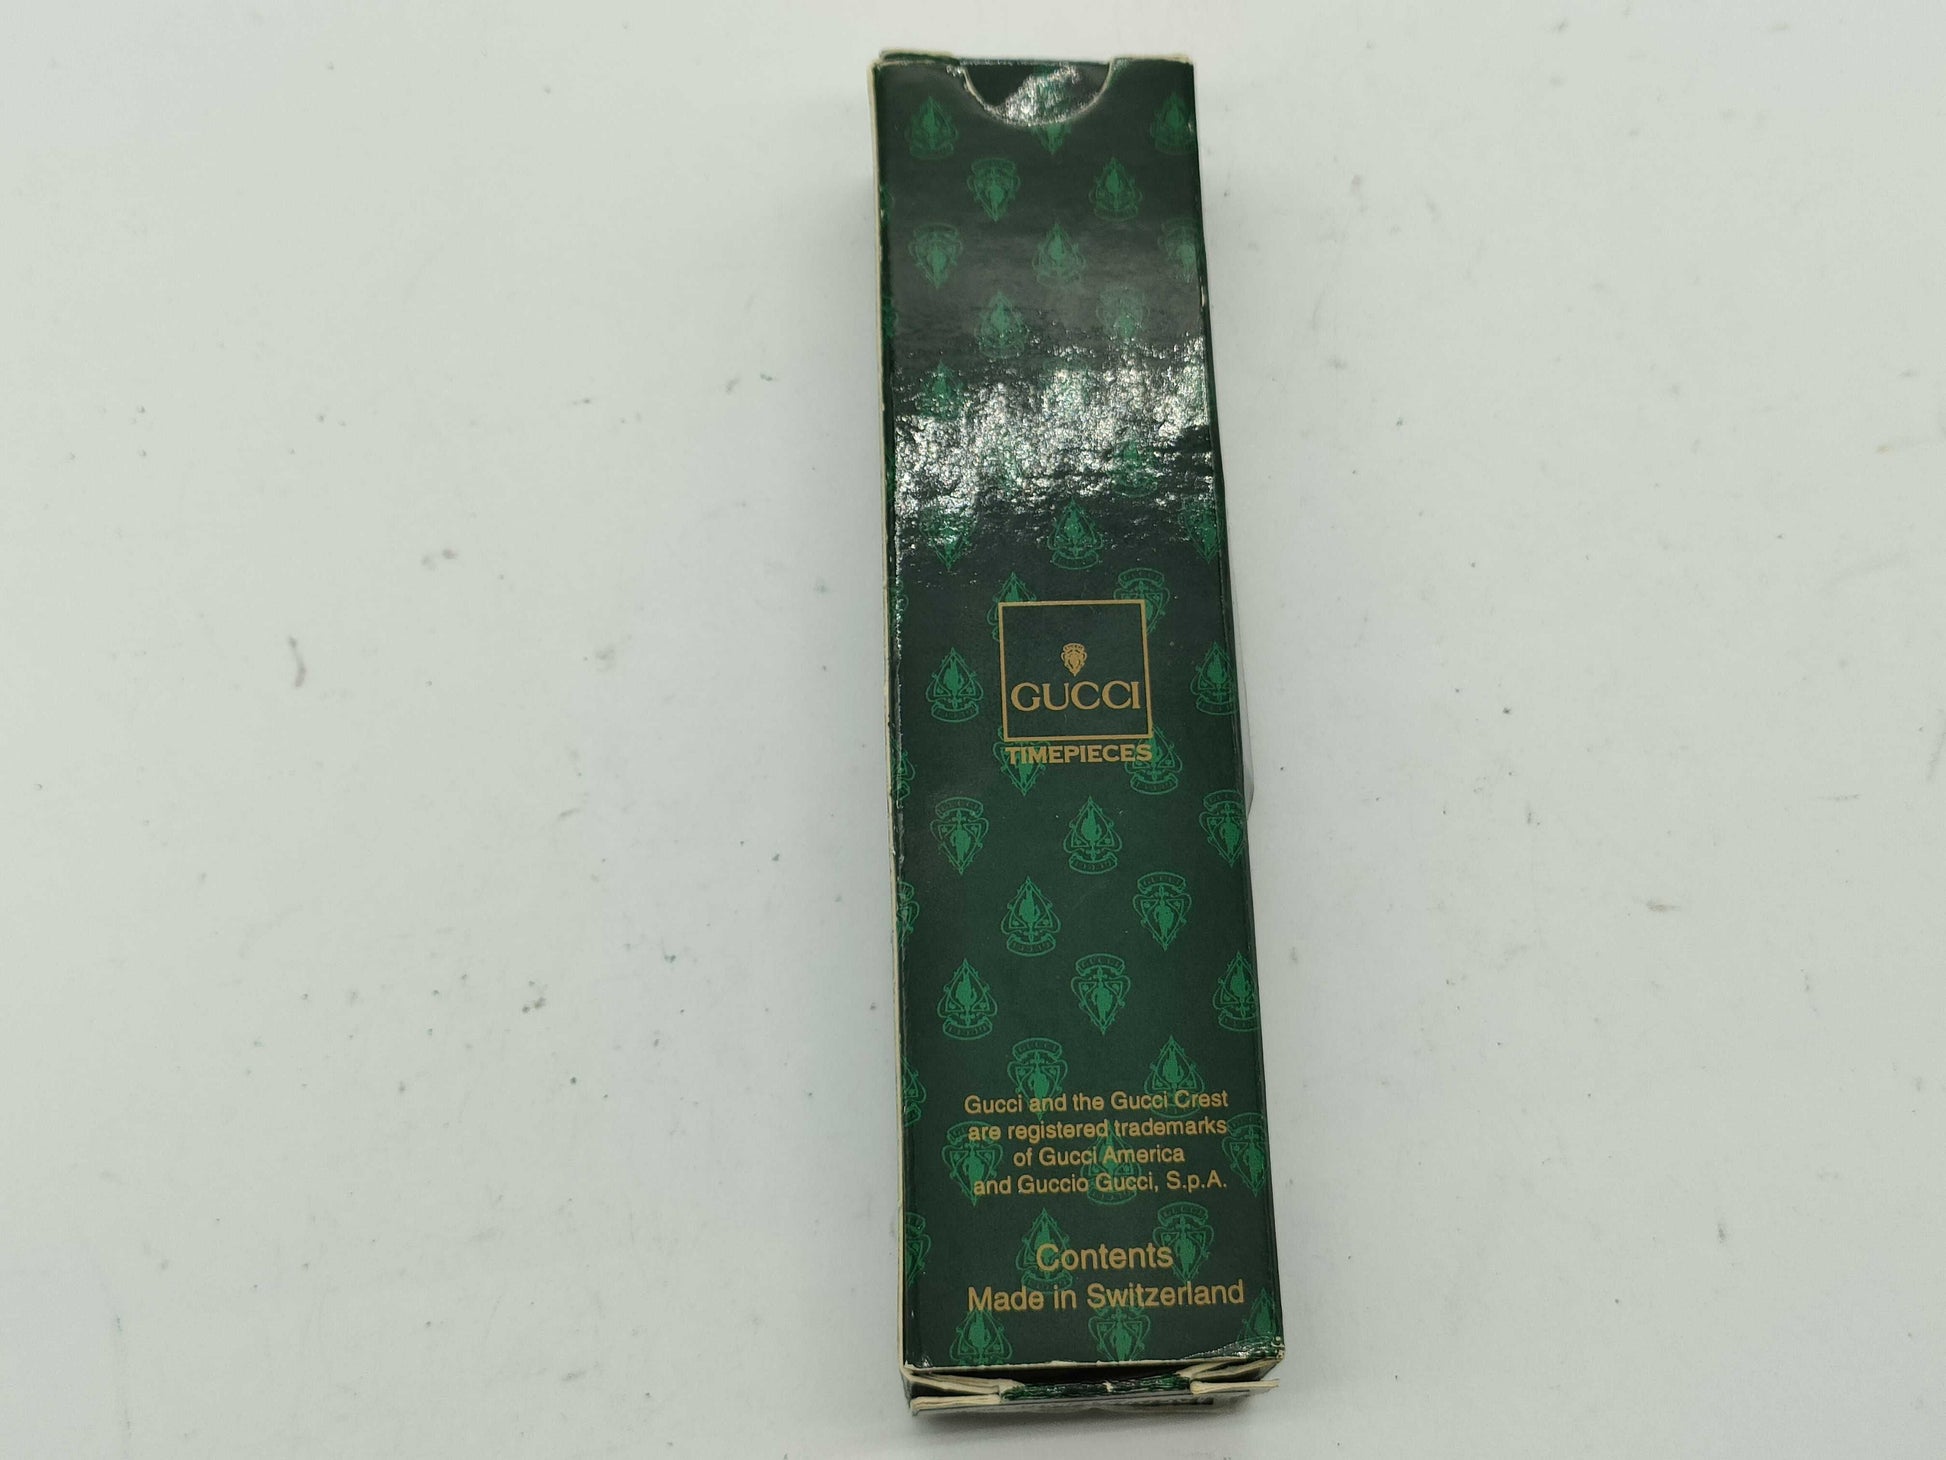 GUCCI
TIMEPIECES
Gucci and the Gucci Crest
are registered trademarks
of Gucci America
and Guccio Gucci, S.p.A.
Contents
Made in Switzerland